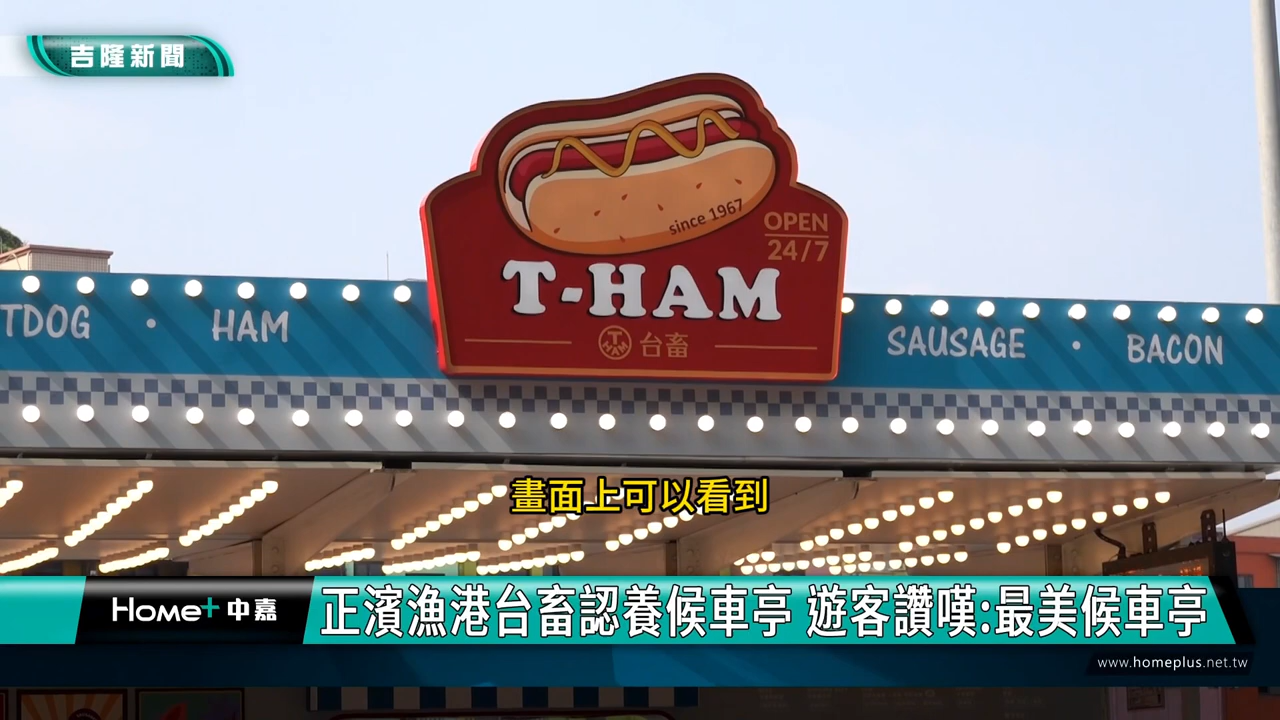 吉隆新聞
since 1967
OPEN
24/7
T-HAM
T HAM 台畜
TDOG • HAM
SAUSAGE • BACON
畫面上可以看到
Home+ 中嘉
正濱漁港台畜認養候車亭 遊客讚嘆:最美候車亭
www.homeplus.net.tw